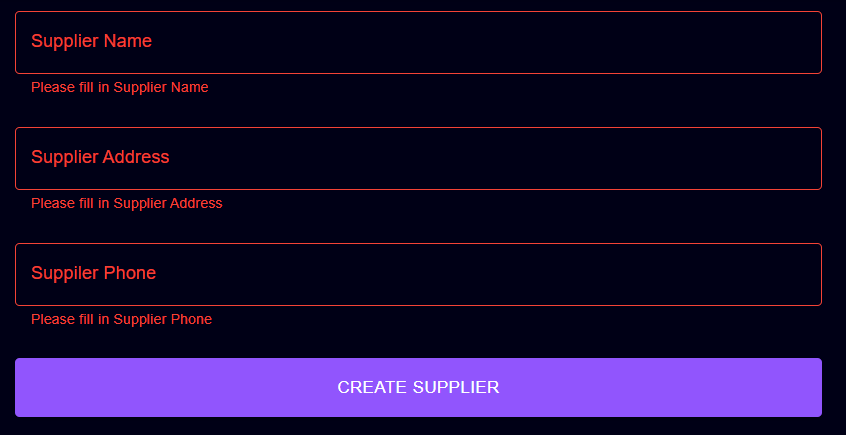 Supplier Name
Please fill in Supplier Name
Supplier Address
Please fill in Supplier Address
Suppiler Phone
Please fill in Supplier Phone
CREATE SUPPLIER